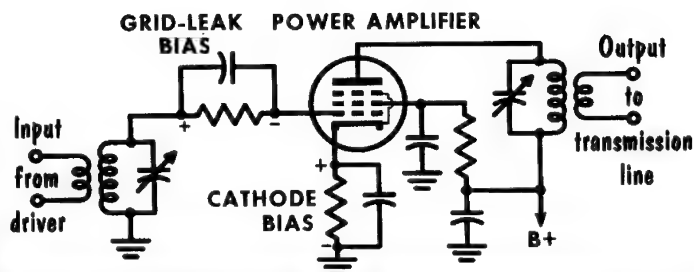 GRID-LEAK
BIAS
POWER AMPLIFIER
Output
to
transmission
line
Input
from
driver
+
-
+
-
CATHODE
BIAS
B+